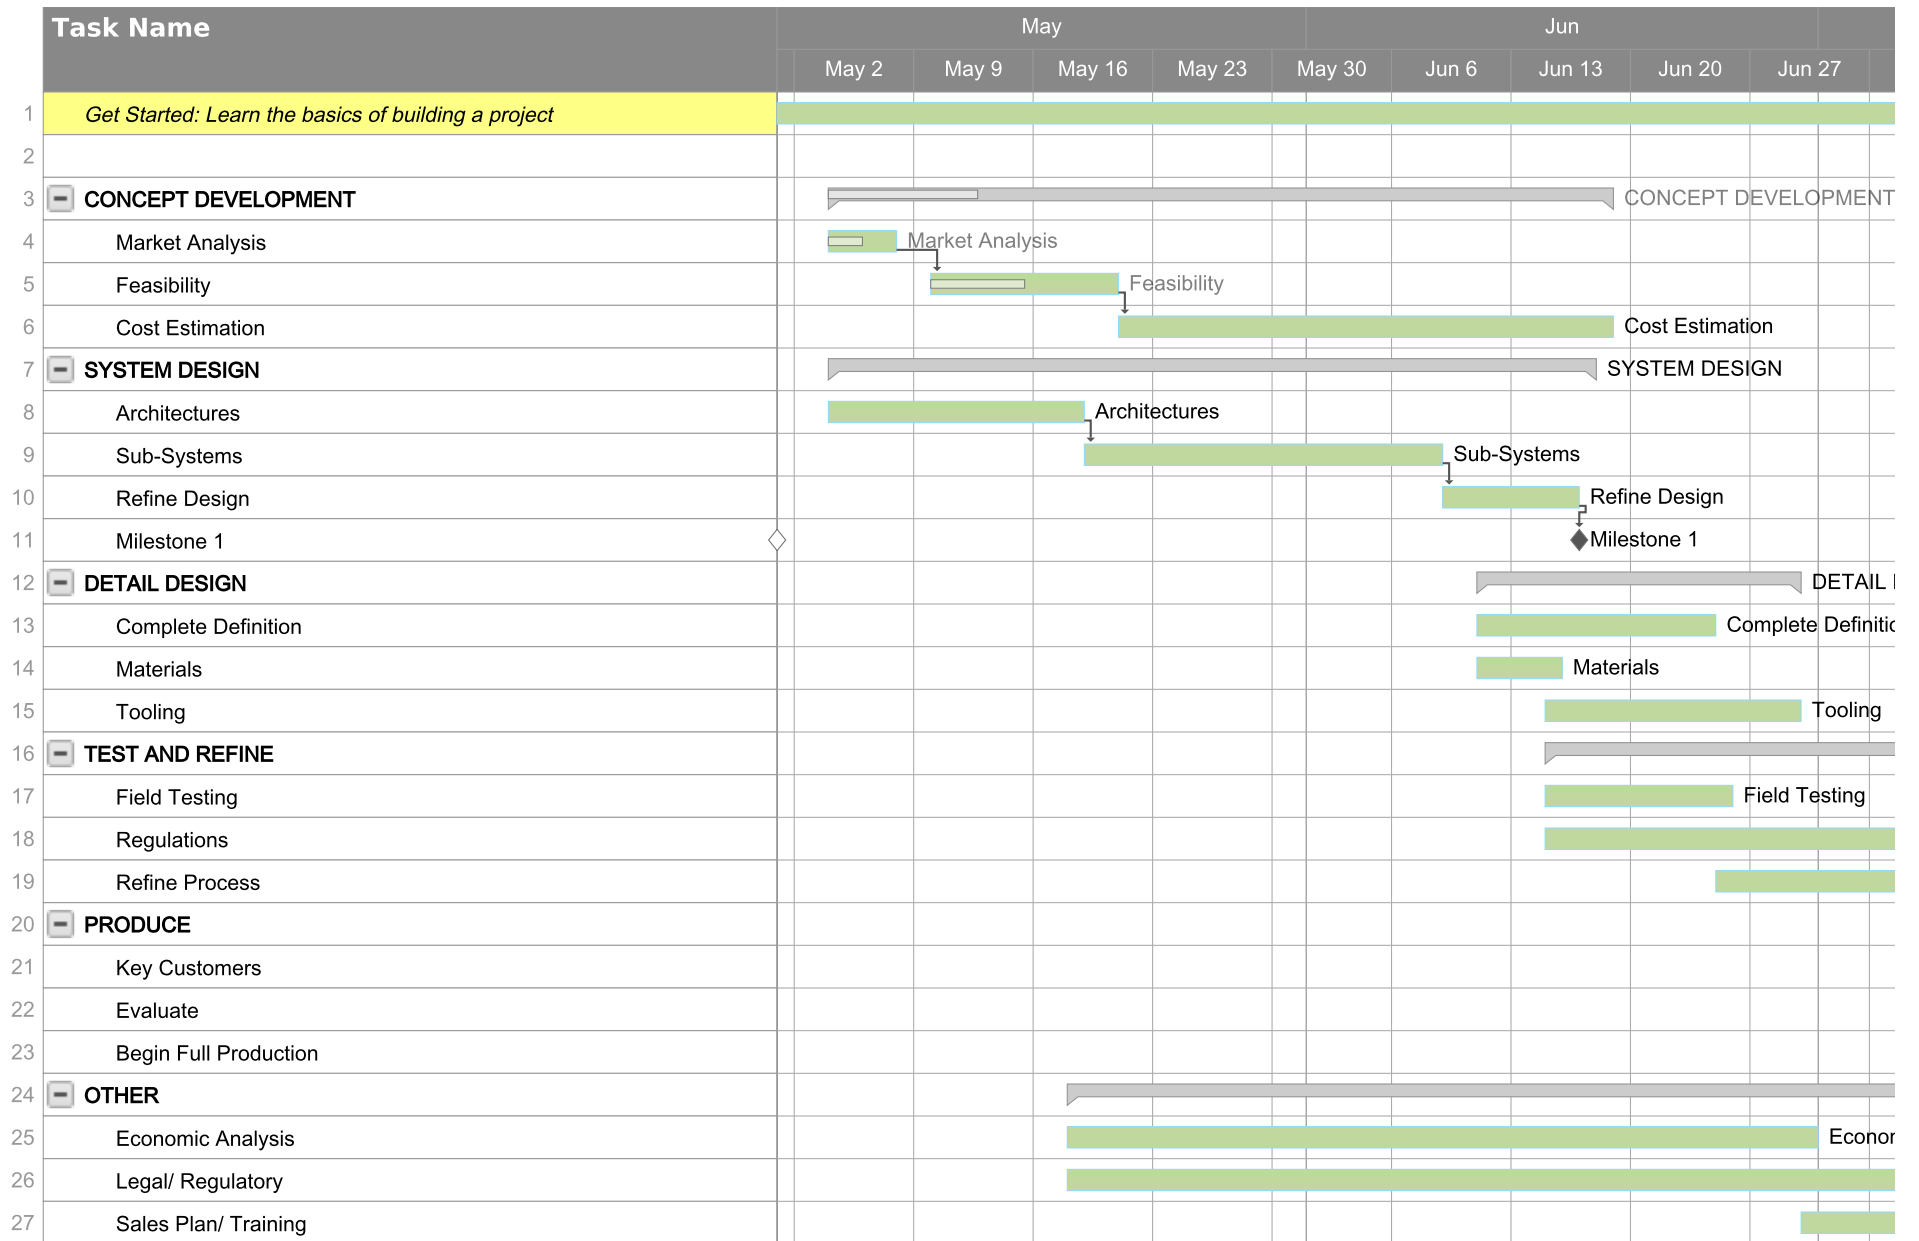 Task Name
May Jun
May 2 May 9 May 16 May 23 May 30 Jun 6 Jun 13 Jun 20 Jun 27
1 Get Started: Learn the basics of building a project
2
3 CONCEPT DEVELOPMENT CONCEPT DEVELOPMENT
4 Market Analysis Market Analysis
5 Feasibility Feasibility
6 Cost Estimation Cost Estimation
7 SYSTEM DESIGN SYSTEM DESIGN
8 Architectures Architectures
9 Sub-Systems Sub-Systems
10 Refine Design Refine Design
11 Milestone 1 Milestone 1
12 DETAIL DESIGN DETAIL
13 Complete Definition Complete
14 Materials Materials
15 Tooling Tooling
16 TEST AND REFINE
17 Field Testing Field Testing
18 Regulations
19 Refine Process
20 PRODUCE
21 Key Customers
22 Evaluate
23 Begin Full Production
24 OTHER
25 Economic Analysis
26 Legal/ Regulatory
27 Sales Plan/ Training